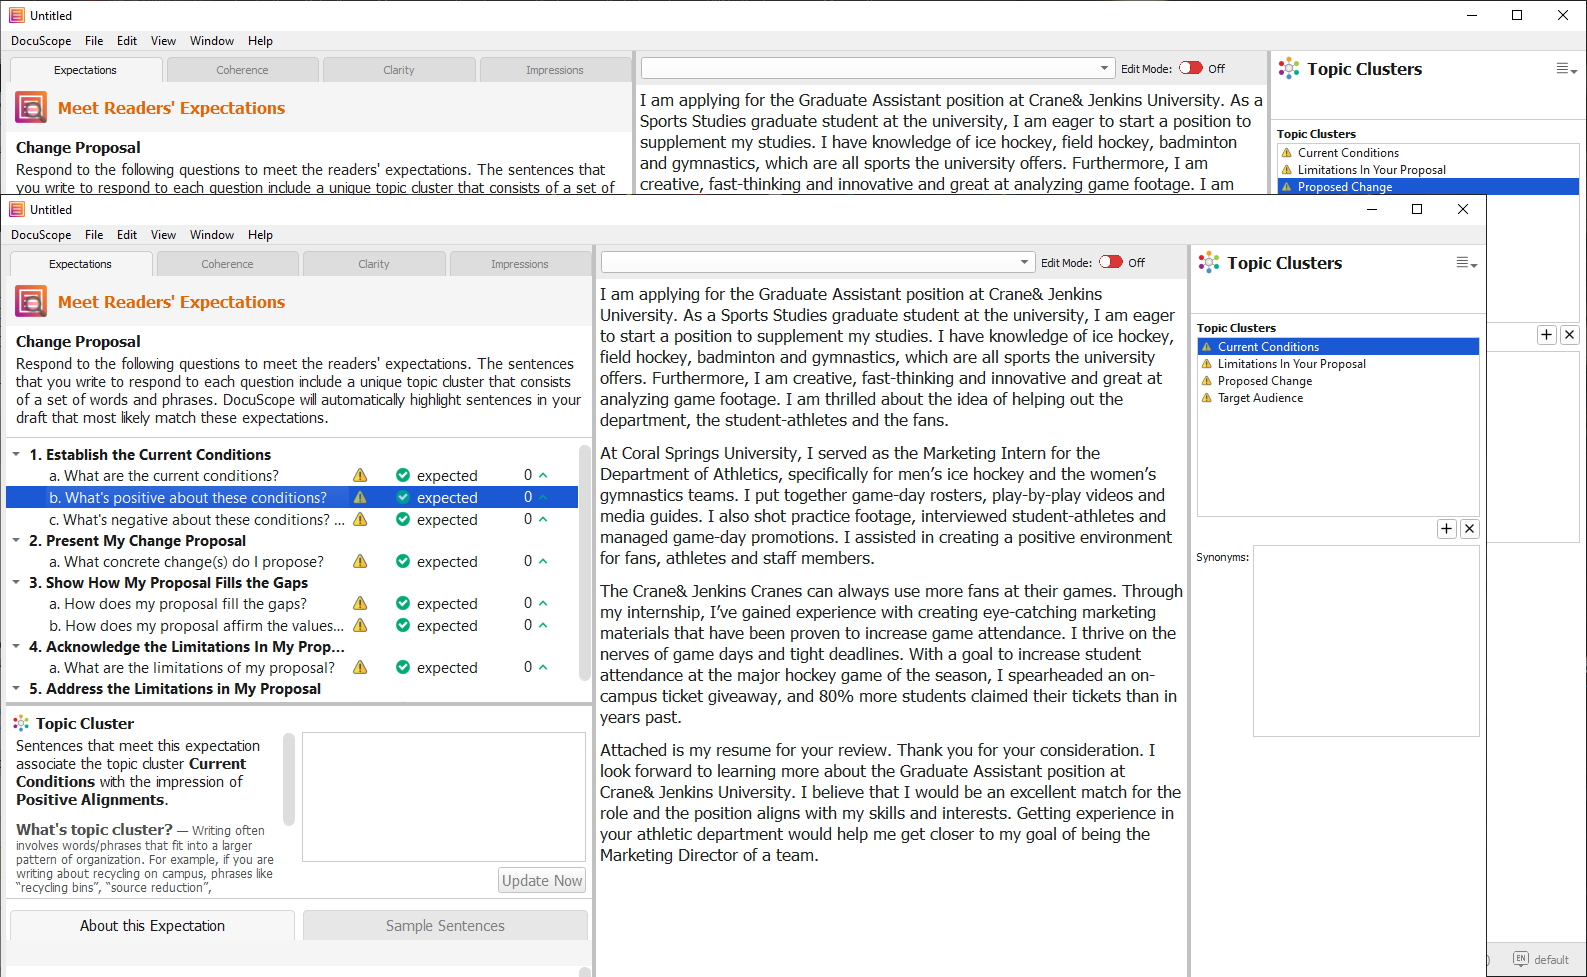 Untitled
DocuScope File Edit View Window Help
Expectations Coherence Clarity Impressions
Edit Mode: Off
Topic Clusters
Meet Readers' Expectations
Change Proposal
Respond to the following questions to meet the readers' expectations. The sentences that
you write to respond to each question include a unique topic cluster that consists of a set of
I am applying for the Graduate Assistant position at Crane& Jenkins University. As a
Sports Studies graduate student at the university, I am eager to start a position to
supplement my studies. I have knowledge of ice hockey, field hockey, badminton
and gymnastics, which are all sports the university offers. Furthermore, I am
creative, fast-thinking and innovative and great at analyzing game footage. I am
Topic Clusters
Current Conditions
Limitations In Your Proposal
Proposed Change
Untitled
DocuScope File Edit View Window Help
Expectations Coherence Clarity Impressions
Edit Mode: Off
Topic Clusters
Meet Readers' Expectations
Change Proposal
Respond to the following questions to meet the readers' expectations. The sentences
that you write to respond to each question include a unique topic cluster that consists
of a set of words and phrases. DocuScope will automatically highlight sentences in your
draft that most likely match these expectations.
1. Establish the Current Conditions
a. What are the current conditions? expected 0
b. What's positive about these conditions? expected 0
c. What's negative about these conditions? ... expected 0
2. Present My Change Proposal
a. What concrete change(s) do I propose? expected 0
3. Show How My Proposal Fills the Gaps
a. How does my proposal fill the gaps? expected 0
b. How does my proposal affirm the values... expected 0
4. Acknowledge the Limitations In My Prop...
a. What are the limitations of my proposal? expected 0
5. Address the Limitations in My Proposal
Topic Cluster
Sentences that meet this expectation
associate the topic cluster Current
Conditions with the impression of
Positive Alignments.
What's topic cluster? — Writing often
involves words/phrases that fit into a larger
pattern of organization. For example, if you are
writing about recycling on campus, phrases like
“recycling bins”, “source reduction”,
Update Now
About this Expectation Sample Sentences
I am applying for the Graduate Assistant position at Crane& Jenkins
University. As a Sports Studies graduate student at the university, I am eager
to start a position to supplement my studies. I have knowledge of ice hockey,
field hockey, badminton and gymnastics, which are all sports the university
offers. Furthermore, I am creative, fast-thinking and innovative and great at
analyzing game footage. I am thrilled about the idea of helping out the
department, the student-athletes and the fans.
At Coral Springs University, I served as the Marketing Intern for the
Department of Athletics, specifically for men’s ice hockey and the women’s
gymnastics teams. I put together game-day rosters, play-by-play videos and
media guides. I also shot practice footage, interviewed student-athletes and
managed game-day promotions. I assisted in creating a positive environment
for fans, athletes and staff members.
The Crane& Jenkins Cranes can always use more fans at their games. Through
my internship, I’ve gained experience with creating eye-catching marketing
materials that have been proven to increase game attendance. I thrive on the
nerves of game days and tight deadlines. With a goal to increase student
attendance at the major hockey game of the season, I spearheaded an on-
campus ticket giveaway, and 80% more students claimed their tickets than in
years past.
Attached is my resume for your review. Thank you for your consideration. I
look forward to learning more about the Graduate Assistant position at
Crane& Jenkins University. I believe that I would be an excellent match for the
role and the position aligns with my skills and interests. Getting experience in
your athletic department would help me get closer to my goal of being the
Marketing Director of a team.
Topic Clusters
Current Conditions
Limitations In Your Proposal
Proposed Change
Target Audience
Synonyms:
EN default